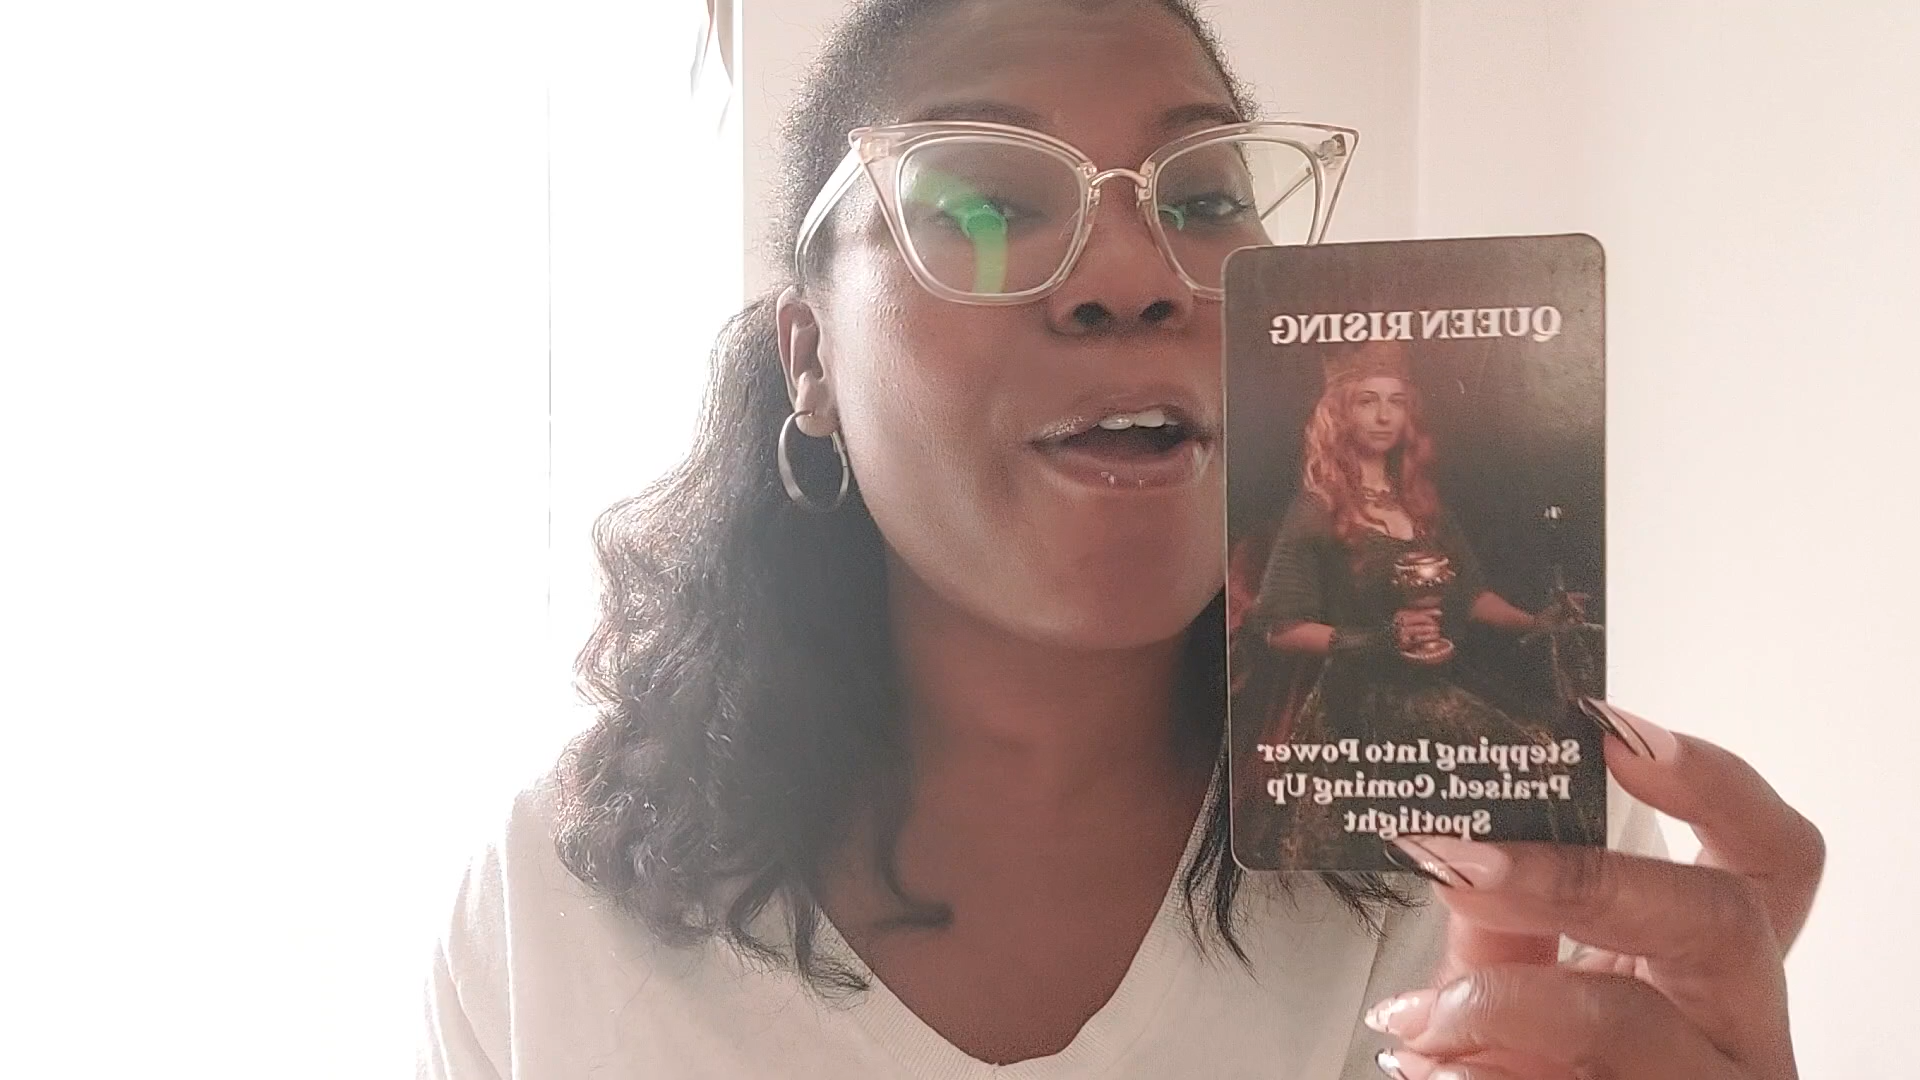 QUEEN RISING
Stepping Into Power
Praised, Coming Up
Spotlight